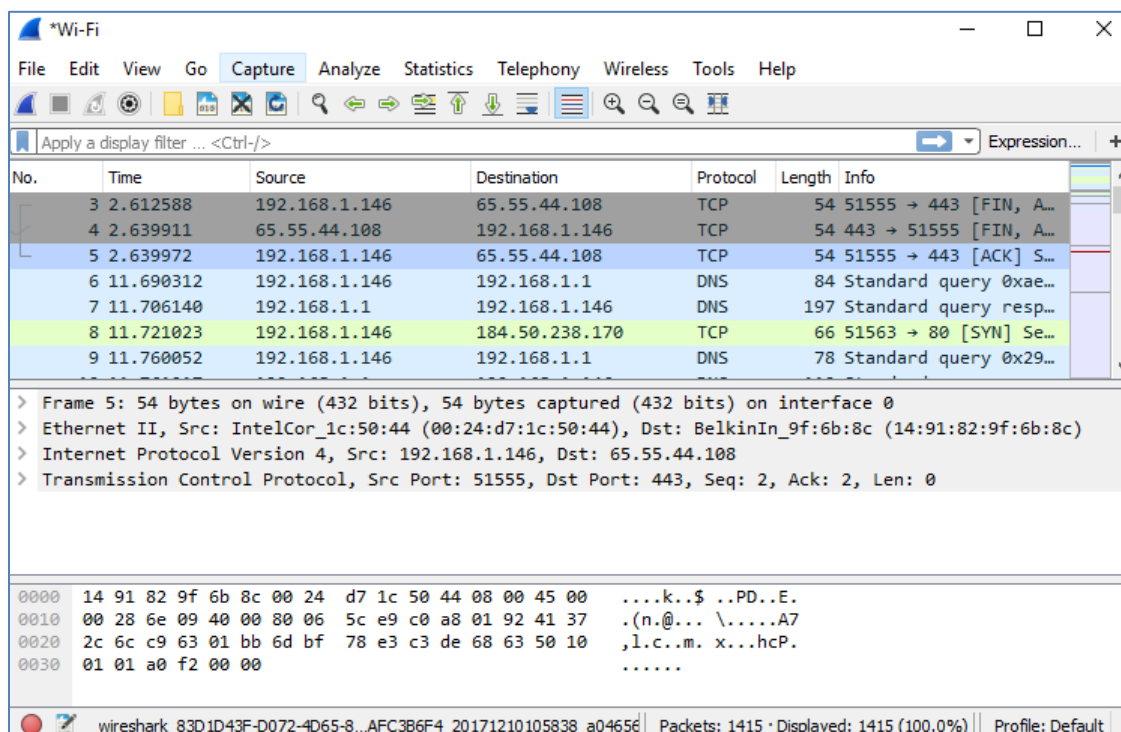 *Wi-Fi
File Edit View Go Capture Analyze Statistics Telephony Wireless Tools Help
Apply a display filter ... <Ctrl-/> Expression... +
No. Time Source Destination Protocol Length Info
3 2.612588 192.168.1.146 65.55.44.108 TCP 54 51555 → 443 [FIN, A…
4 2.639911 65.55.44.108 192.168.1.146 TCP 54 443 → 51555 [FIN, A…
5 2.639972 192.168.1.146 65.55.44.108 TCP 54 51555 → 443 [ACK] S…
6 11.690312 192.168.1.146 192.168.1.1 DNS 84 Standard query 0xae…
7 11.706140 192.168.1.1 192.168.1.146 DNS 197 Standard query resp…
8 11.721023 192.168.1.146 184.50.238.170 TCP 66 51563 → 80 [SYN] Se…
9 11.760052 192.168.1.146 192.168.1.1 DNS 78 Standard query 0x29…
> Frame 5: 54 bytes on wire (432 bits), 54 bytes captured (432 bits) on interface 0
> Ethernet II, Src: IntelCor_1c:50:44 (00:24:d7:1c:50:44), Dst: BelkinIn_9f:6b:8c (14:91:82:9f:6b:8c)
> Internet Protocol Version 4, Src: 192.168.1.146, Dst: 65.55.44.108
> Transmission Control Protocol, Src Port: 51555, Dst Port: 443, Seq: 2, Ack: 2, Len: 0
0000 14 91 82 9f 6b 8c 00 24 d7 1c 50 44 08 00 45 00 ....k..$ ..PD..E.
0010 00 28 6e 09 40 00 80 06 5c e9 c0 a8 01 92 41 37 .(n.@... \.....A7
0020 2c 6c c9 63 01 bb 6d bf 78 e3 c3 de 68 63 50 10 ,l.c..m. x...hcP.
0030 01 01 a0 f2 00 00 ......
wireshark_83D1D43F-D072-4D65-8...AFC3B6F4_20171210105838_a04656 Packets: 1415 · Displayed: 1415 (100.0%) Profile: Default